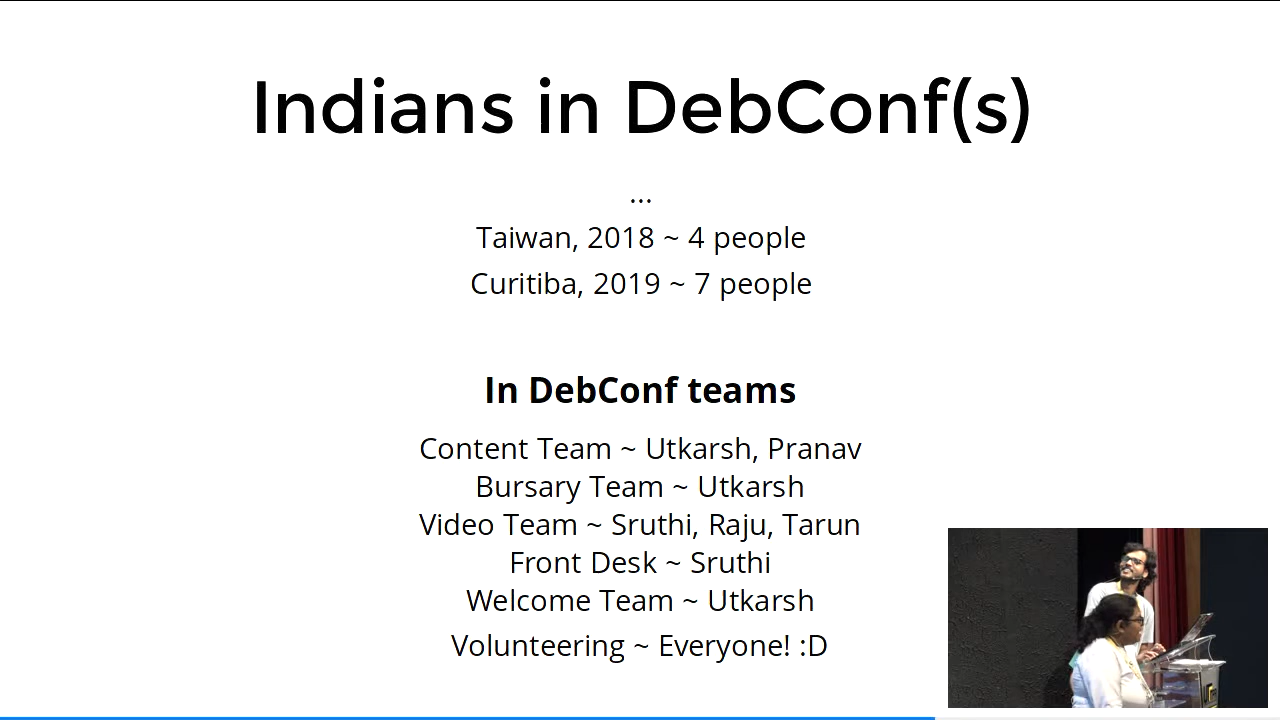 Indians in DebConf(s)
...
Taiwan, 2018 ~ 4 people
Curitiba, 2019 ~ 7 people
In DebConf teams
Content Team ~ Utkarsh, Pranav
Bursary Team ~ Utkarsh
Video Team ~ Sruthi, Raju, Tarun
Front Desk ~ Sruthi
Welcome Team ~ Utkarsh
Volunteering ~ Everyone! :D